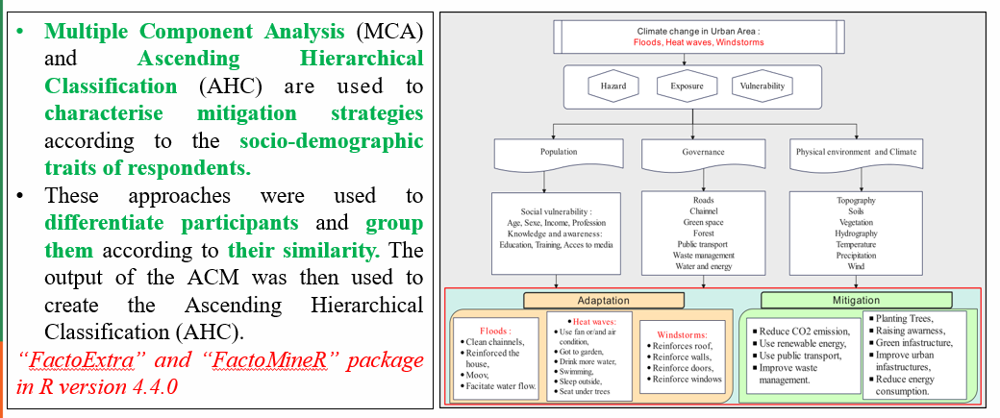 • Multiple Component Analysis (MCA)
and Ascending Hierarchical
Classification (AHC) are used to
characterise mitigation strategies
according to the socio-demographic
traits of respondents.
• These approaches were used to
differentiate participants and group
them according to their similarity. The
output of the ACM was then used to
create the Ascending Hierarchical
Classification (AHC).
“FactoExtra” and “FactoMineR” package
in R version 4.4.0
Climate change in Urban Area :
Floods, Heat waves, Windstorms
Hazard
Exposure
Vulnerability
Population
Governance
Physical environment and Climate
Social vulnerability :
Age, Sexe, Income, Profession
Knowledge and awareness:
Education, Training, Acces to media
Roads
Channel
Green space
Forest
Public transport
Waste management
Water and energy
Topography
Soils
Vegetation
Hydrography
Temperature
Precipitation
Wind
Adaptation
Floods :
• Clean channels,
• Reinforced the
house,
• Moov,
• Facitate water flow.
• Heat waves:
• Use fan or/and air
condition,
• Got to garden,
• Drink more water,
• Swimming,
• Sleep outside,
• Seat under trees
Windstorms:
• Reinforces roof,
• Reinforce walls,
• Reinforce doors,
• Reinforce windows
Mitigation
■ Reduce CO2 emission,
■ Use renewable energy,
■ Use public transport,
■ Improve waste
management.
■ Planting Trees,
■ Raising awarness,
■ Green infastructure,
■ Improve urban
infastructures,
■ Reduce energy
consumption.